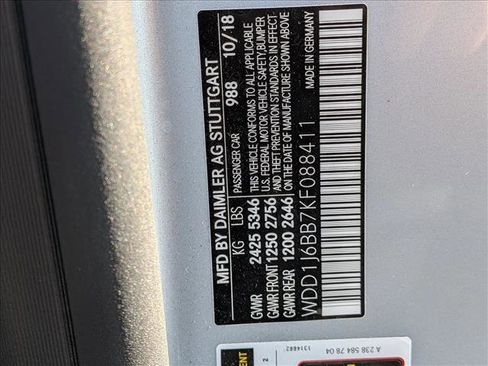 MFD BY DAIMLER AG STUTTGART
988 10/18
KG LBS PASSENGER CAR
GVWR 2425 5346
GAWR FRONT 1250 2756
GAWR REAR 1200 2646
THIS VEHICLE CONFORMS TO ALL APPLICABLE
U.S. FEDERAL MOTOR VEHICLE SAFETY, BUMPER
AND THEFT PREVENTION STANDARDS IN EFFECT
ON THE DATE OF MANUFACTURE SHOWN ABOVE
MADE IN GERMANY
WDD1J6BB7KF088411
A 238 584 78 04
1314882